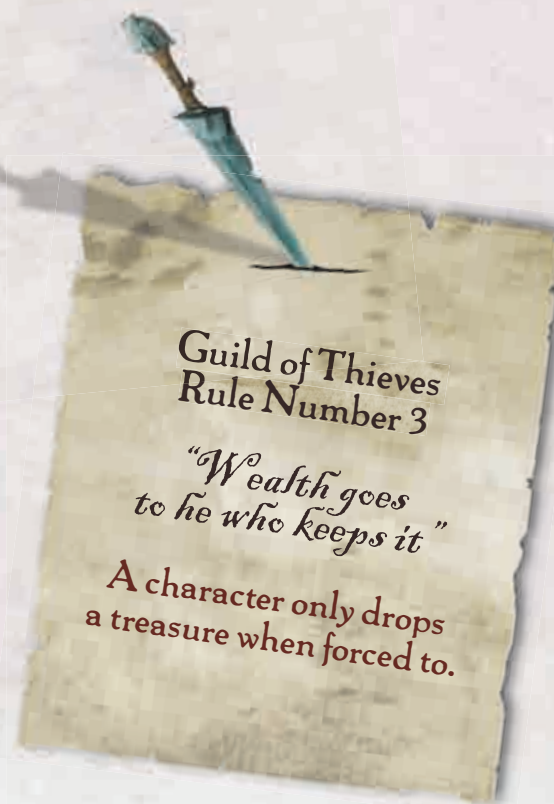 Guild of Thieves
Rule Number 3
“Wealth goes
to he who keeps it”
A character only drops
a treasure when forced to.